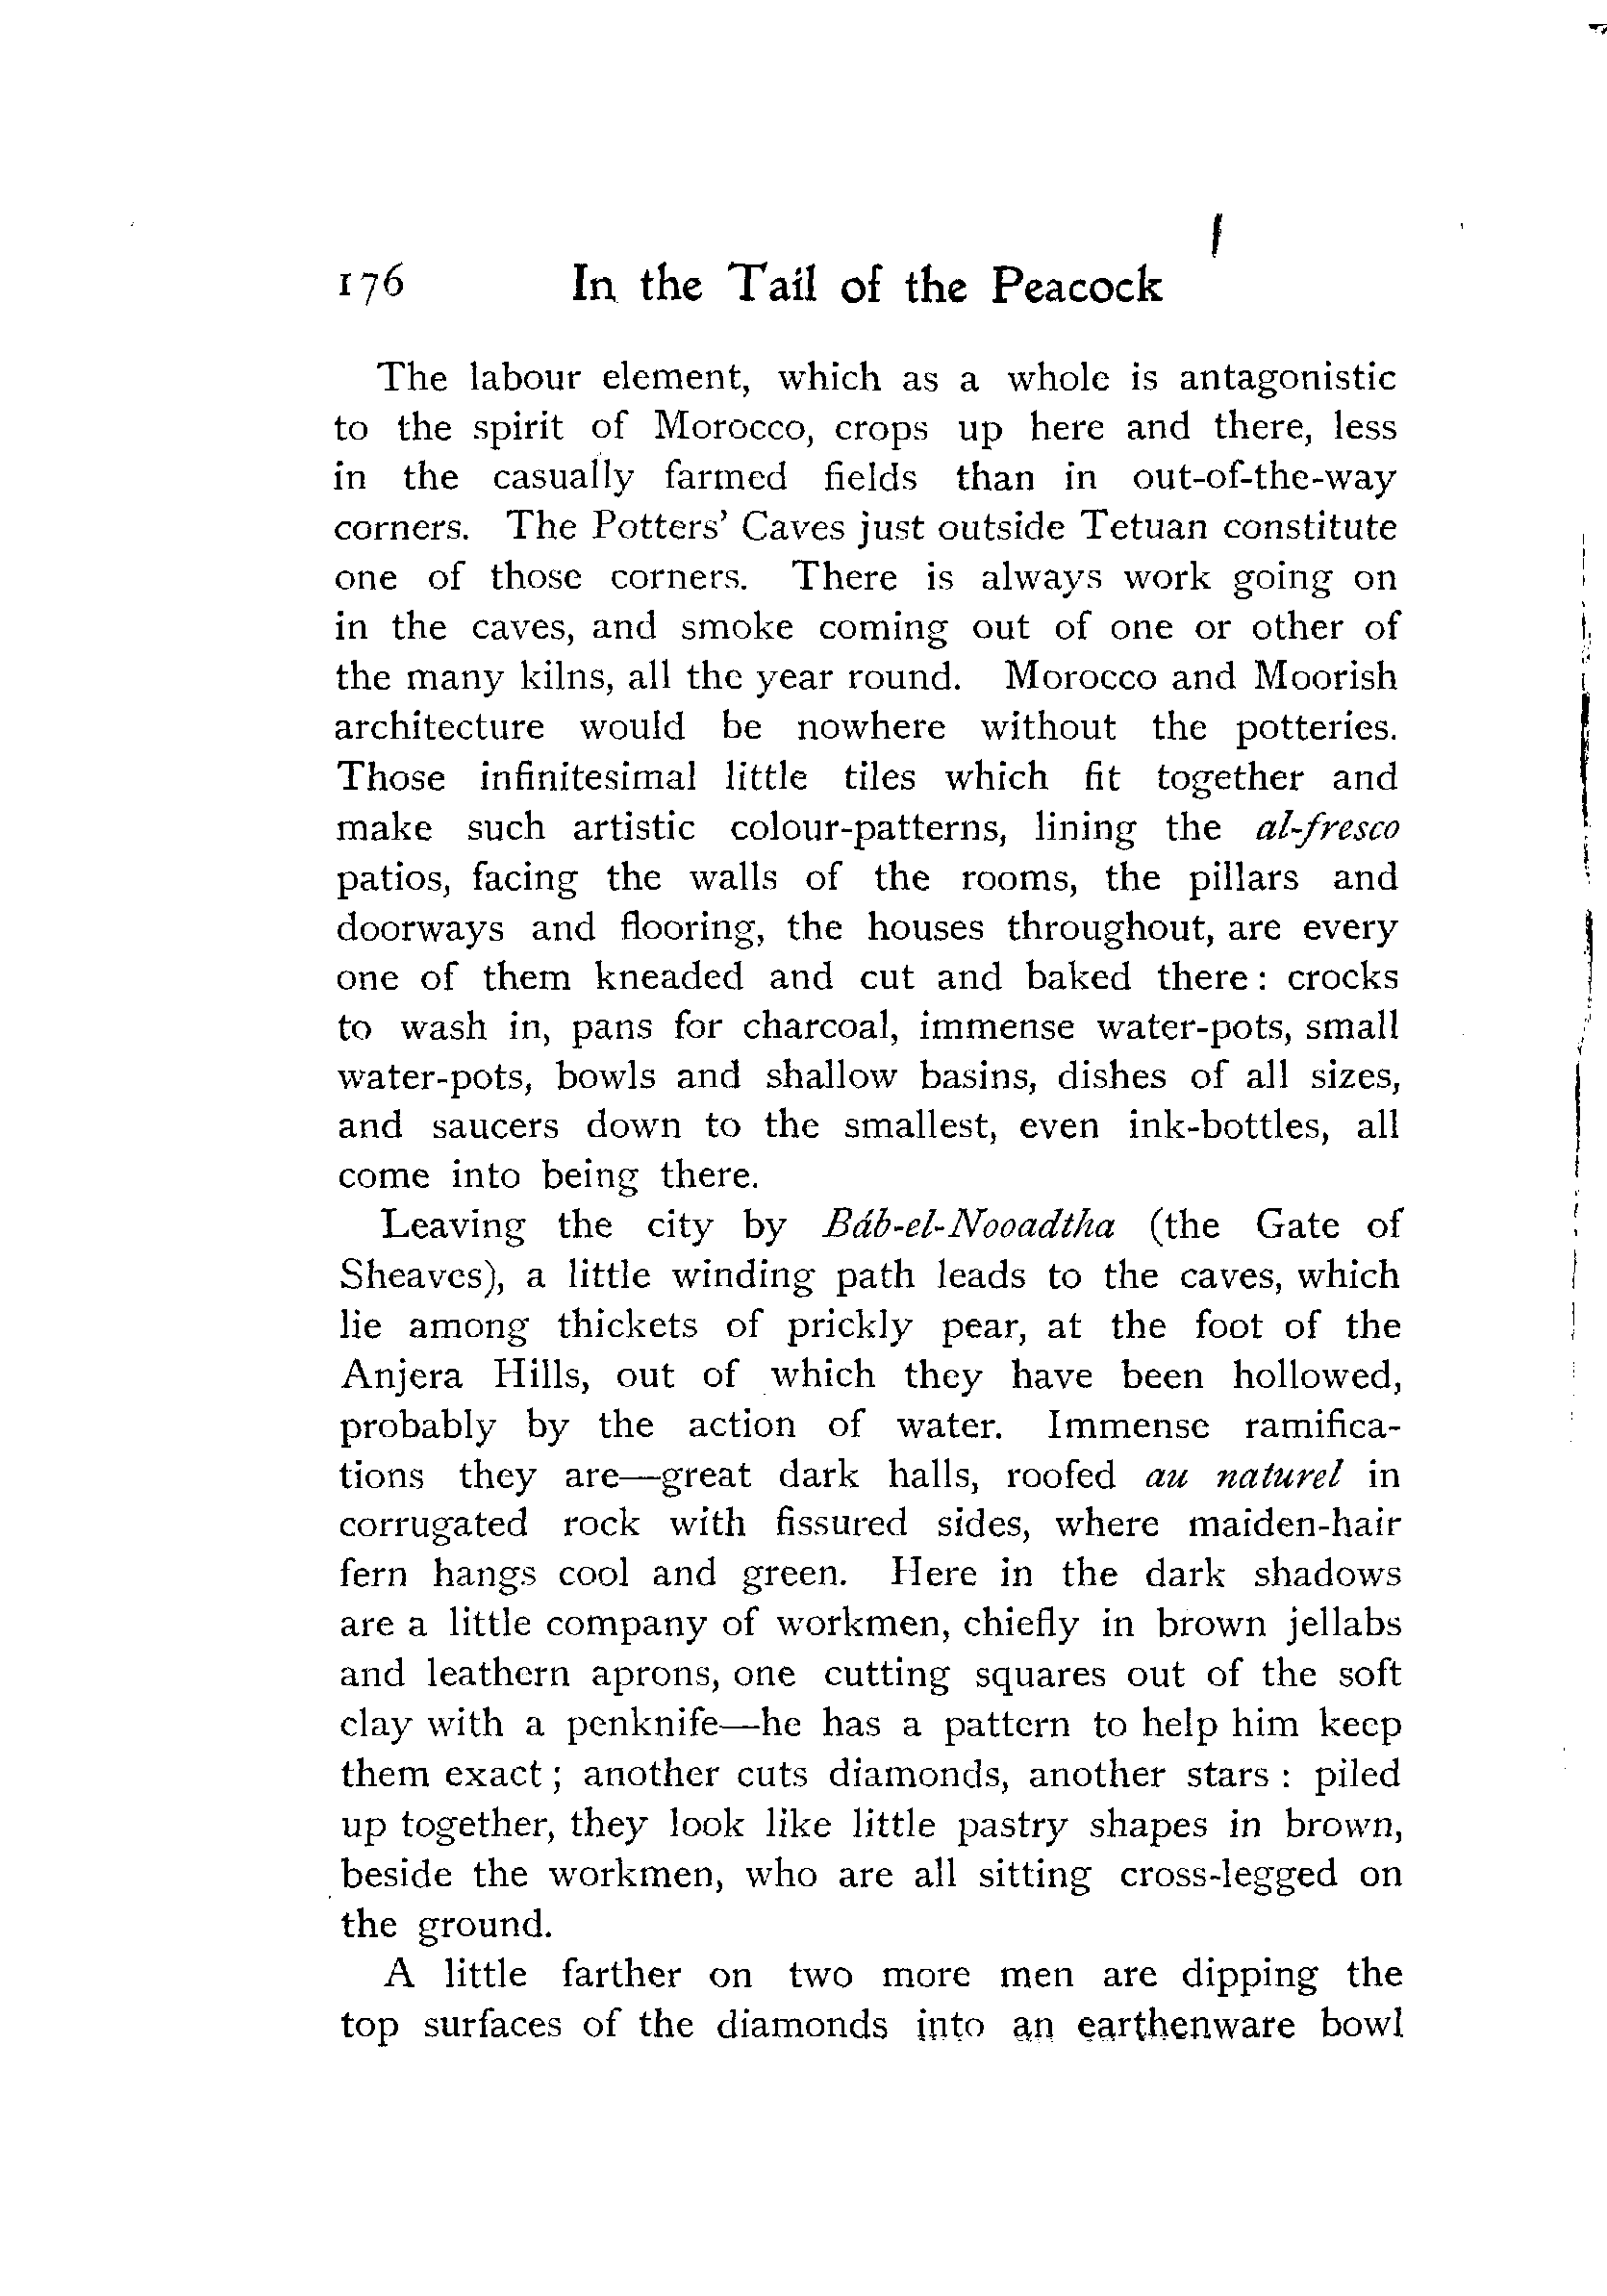 176 In the Tail of the Peacock
The labour element, which as a whole is antagonistic
to the spirit of Morocco, crops up here and there, less
in the casually farmed fields than in out-of-the-way
corners. The Potters' Caves just outside Tetuan constitute
one of those corners. There is always work going on
in the caves, and smoke coming out of one or other of
the many kilns, all the year round. Morocco and Moorish
architecture would be nowhere without the potteries.
Those infinitesimal little tiles which fit together and
make such artistic colour-patterns, lining the al-fresco
patios, facing the walls of the rooms, the pillars and
doorways and flooring, the houses throughout, are every
one of them kneaded and cut and baked there: crocks
to wash in, pans for charcoal, immense water-pots, small
water-pots, bowls and shallow basins, dishes of all sizes,
and saucers down to the smallest, even ink-bottles, all
come into being there.
Leaving the city by Báb-el-Nooadtha (the Gate of
Sheaves), a little winding path leads to the caves, which
lie among thickets of prickly pear, at the foot of the
Anjera Hills, out of which they have been hollowed,
probably by the action of water. Immense ramifica-
tions they are—great dark halls, roofed au naturel in
corrugated rock with fissured sides, where maiden-hair
fern hangs cool and green. Here in the dark shadows
are a little company of workmen, chiefly in brown jellabs
and leathern aprons, one cutting squares out of the soft
clay with a penknife—he has a pattern to help him keep
them exact; another cuts diamonds, another stars: piled
up together, they look like little pastry shapes in brown,
beside the workmen, who are all sitting cross-legged on
the ground.
A little farther on two more men are dipping the
top surfaces of the diamonds into an earthenware bowl